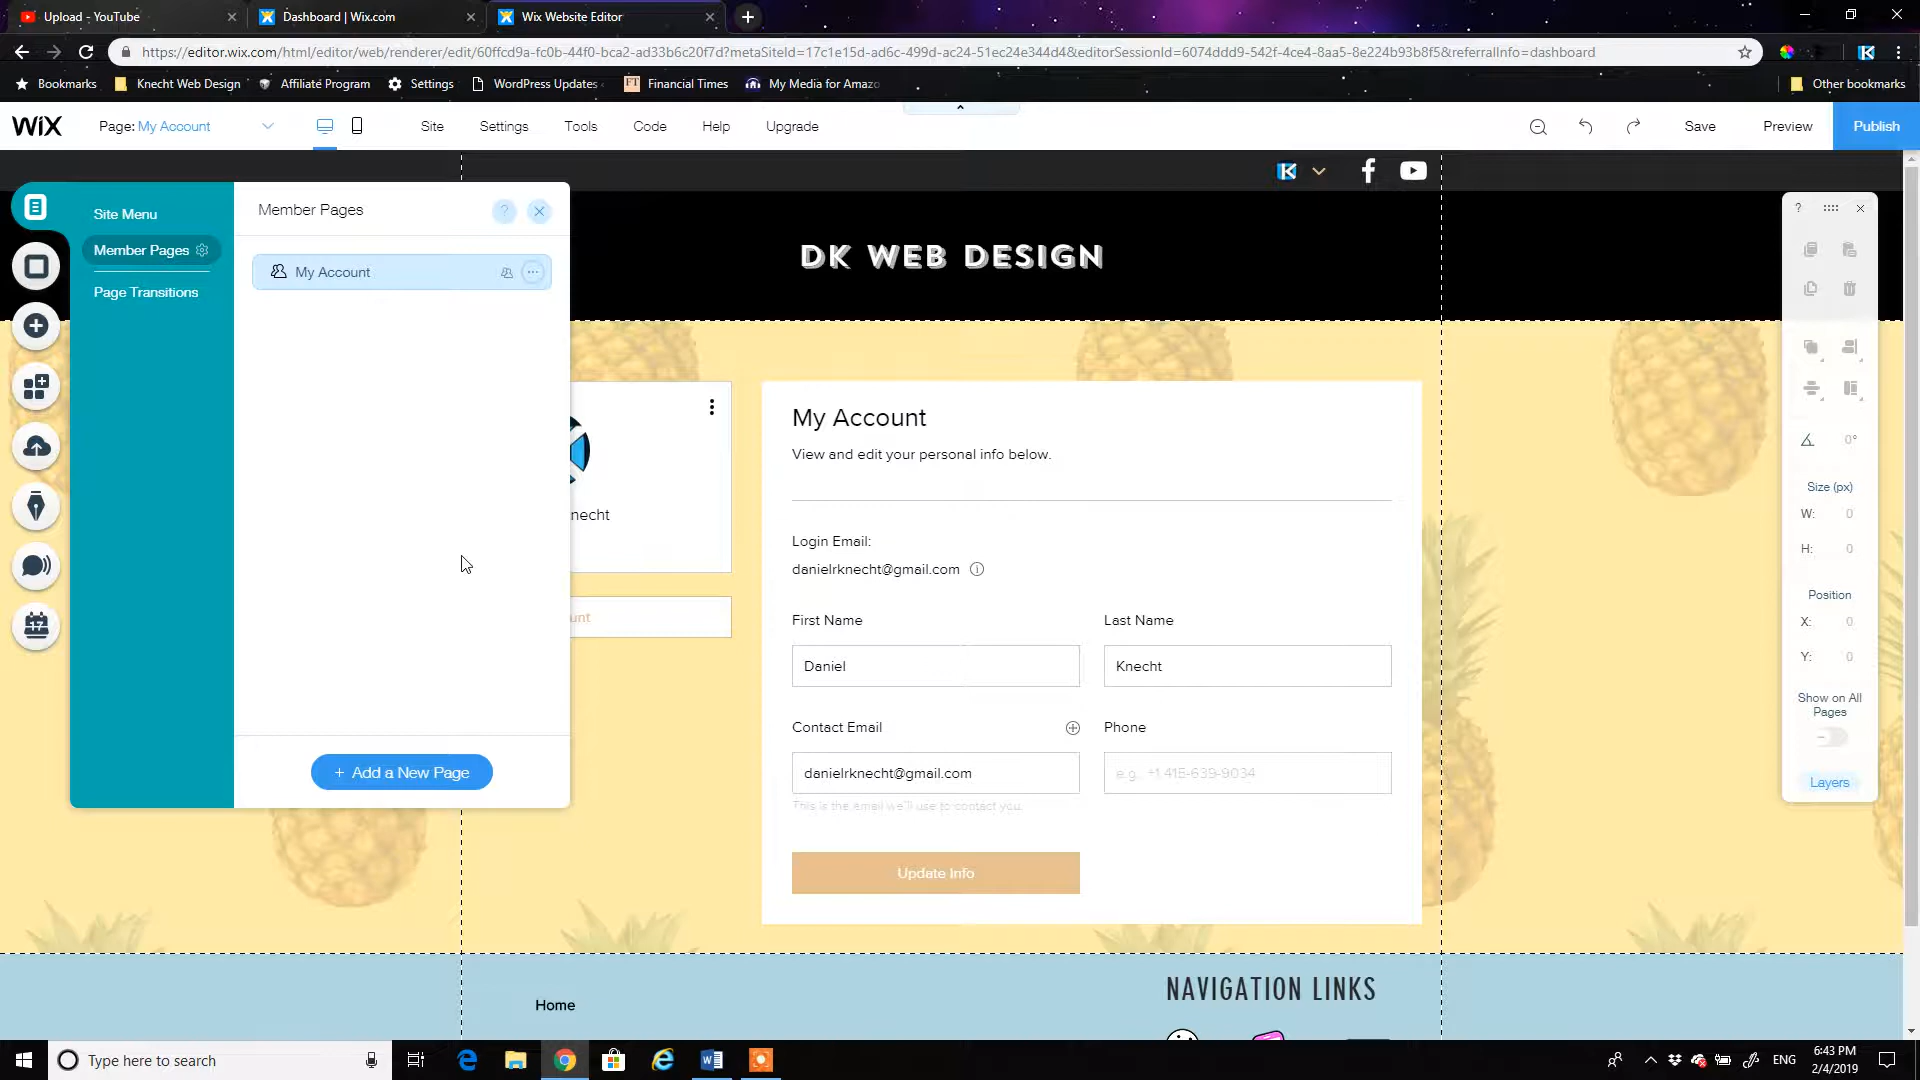 Upload - YouTube
Dashboard | Wix.com
Wix Website Editor
https://editor.wix.com/html/editor/web/renderer/edit/60ffcd9a-fc0b-44f0-bca2-ad33b6c20f7d?metaSiteId=17c1e15d-ad6c-499d-ac24-51ec24e344d4&editorSessionId=6074ddd9-542f-4ce4-8aa5-8e224b93b8f5&referralInfo=dashboard
Bookmarks
Knecht Web Design
Affiliate Program
Settings
WordPress Updates
FT
Financial Times
My Media for Amazo
Other bookmarks
WiX
Page: My Account
Site
Settings
Tools
Code
Help
Upgrade
Save
Preview
Publish
Site Menu
Member Pages
Page Transitions
Member Pages
?
My Account
+ Add a New Page
DK WEB DESIGN
necht
unt
My Account
View and edit your personal info below.
Login Email:
danielrknecht@gmail.com
First Name
Last Name
Daniel
Knecht
Contact Email
Phone
danielrknecht@gmail.com
e.g. +1 415-639-9034
This is the email we'll use to contact you.
Update Info
NAVIGATION LINKS
Home
?
0°
Size (px)
W: 0
H: 0
Position
X: 0
Y: 0
Show on All
Pages
Layers
Type here to search
ENG
6:43 PM
2/4/2019